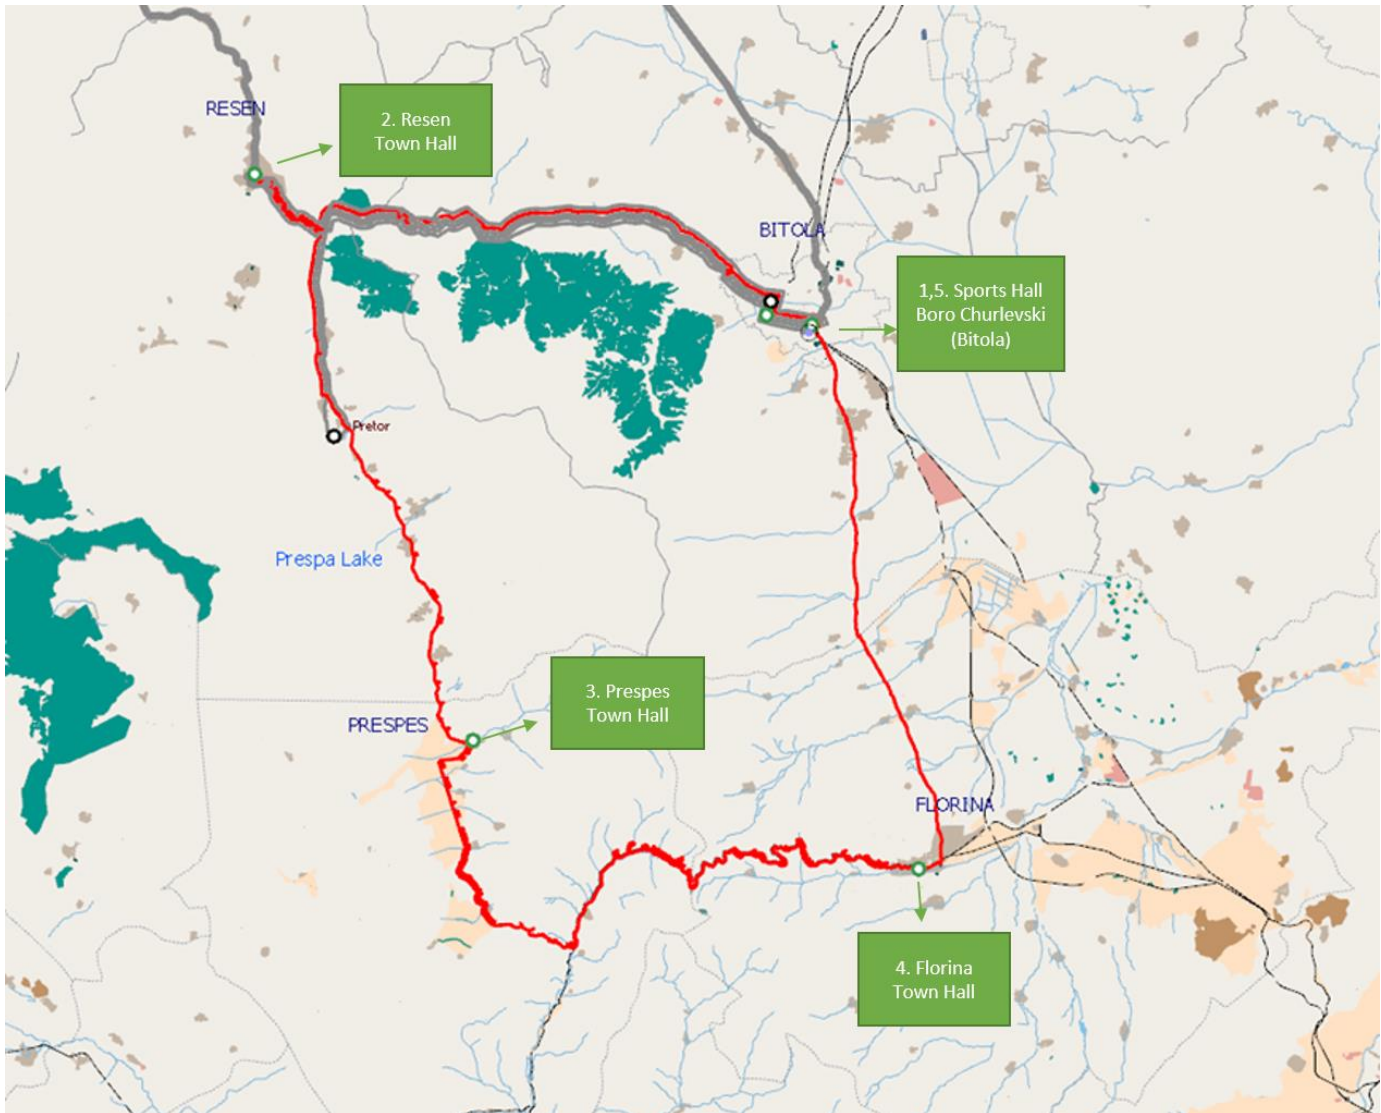 RESEN
2. Resen
Town Hall
BITOLA
1,5. Sports Hall
Boro Churlevski
(Bitola)
Pretor
Prespa Lake
3. Prespes
Town Hall
PRESPES
FLORINA
4. Florina
Town Hall